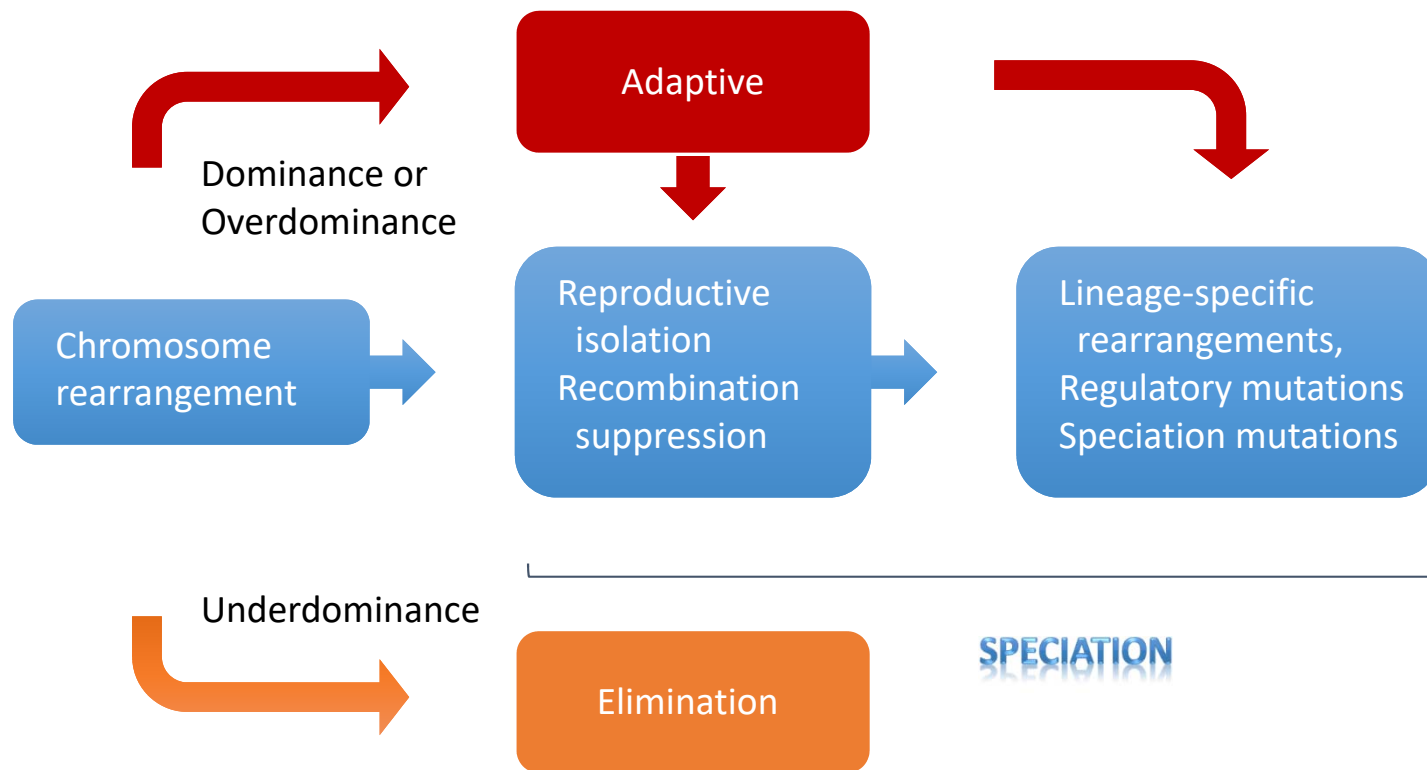 Adaptive
Dominance or
Overdominance
Chromosome
rearrangement
Reproductive
isolation
Recombination
suppression
Lineage-specific
rearrangements,
Regulatory mutations
Speciation mutations
Underdominance
Elimination
SPECIATION